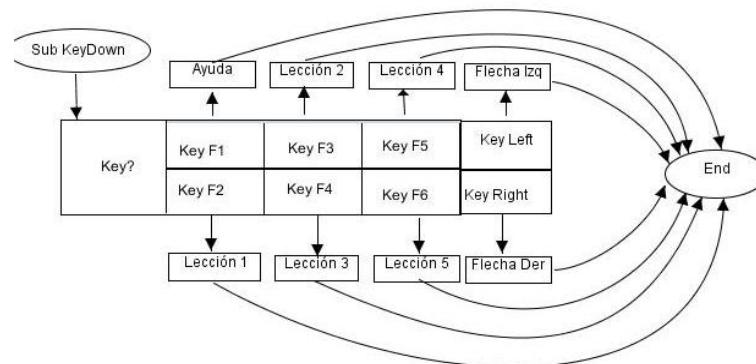 Sub KeyDown
Ayuda
Lección 2
Lección 4
Flecha Izq
Key?
Key F1
Key F3
Key F5
Key Left
End
Key F2
Key F4
Key F6
Key Right
Lección 1
Lección 3
Lección 5
Flecha Der